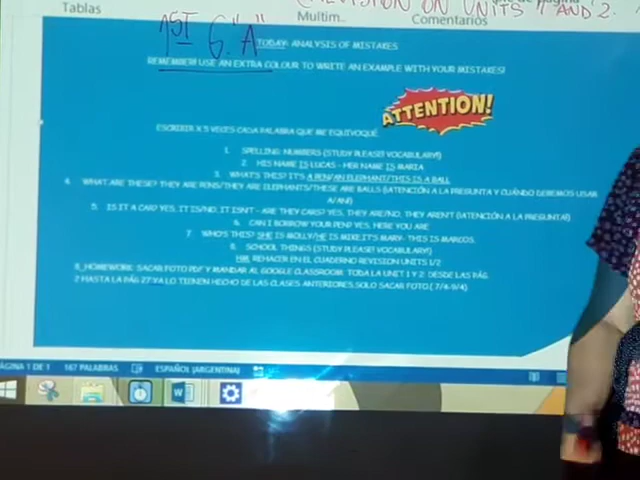 Tablas
Multim..
Comentarios
REVISION ON UNITS 1 AND 2.
1ST G. "A"
TODAY: ANALYSIS OF MISTAKES
REMEMBER! USE AN EXTRA COLOUR TO WRITE AN EXAMPLE WITH YOUR MISTAKES!
ATTENTION!
ESCRIBIR X 5 VECES CADA PALABRA QUE ME EQUIVOQUÉ
1. SPELLING: NUMBERS (STUDY PLEASE! VOCABULARY!)
2. HIS NAME IS LUCAS - HER NAME IS MARIA
3. WHAT'S THIS? IT'S A PEN/AN ELEPHANT/THIS IS A BALL
4. WHAT ARE THESE? THEY ARE PENS/THEY ARE ELEPHANTS/THESE ARE BALLS (ATENCIÓN A LA PREGUNTA Y CUÁNDO DEBEMOS USAR
A/AN!)
5. IS IT A CAR? YES, IT IS/NO, IT ISN'T - ARE THEY CARS? YES, THEY ARE/NO, THEY AREN'T (ATENCIÓN A LA PREGUNTA!)
6. CAN I BORROW YOUR PEN? YES, HERE YOU ARE
7. WHO'S THIS? SHE IS MOLLY/HE IS MIKE.IT'S MARY- THIS IS MARCOS.
8. SCHOOL THINGS (STUDY PLEASE! VOCABULARY!)
REHACER EN EL CUADERNO REVISION UNITS 1/2
HOMEWORK: SACAR FOTO PDF Y MANDAR AL GOOGLE CLASSROOM: TODA LA UNIT 1 Y 2: DESDE LAS PÁG.
2 HASTA LA PÁG 27 YA LO TIENEN HECHO DE LAS CLASES ANTERIORES.SOLO SACAR FOTO.( 7/4-9/4)
PÁGINA 1 DE 1 167 PALABRAS ESPAÑOL (ARGENTINA)